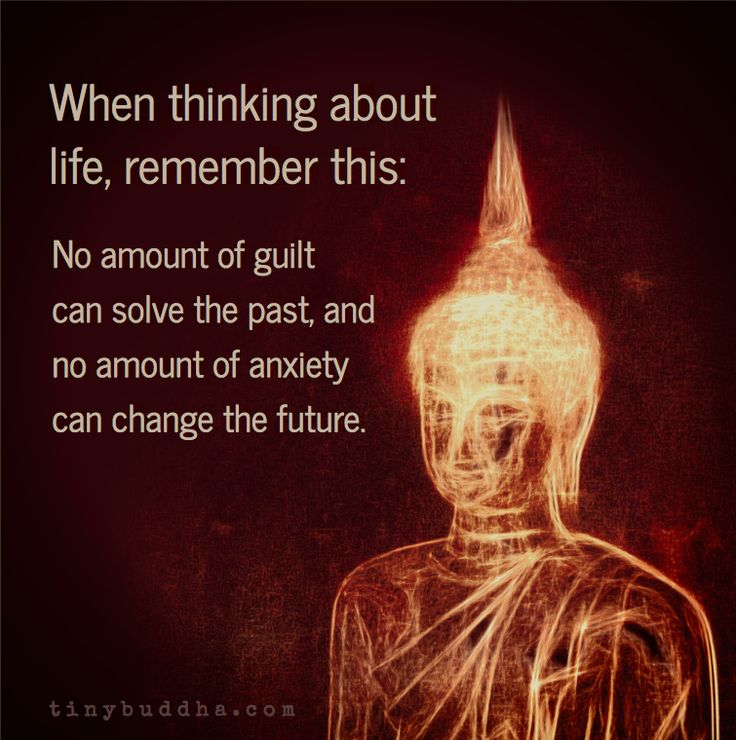 When thinking about
life, remember this:
No amount of guilt
can solve the past, and
no amount of anxiety
can change the future.
tinybuddha.com